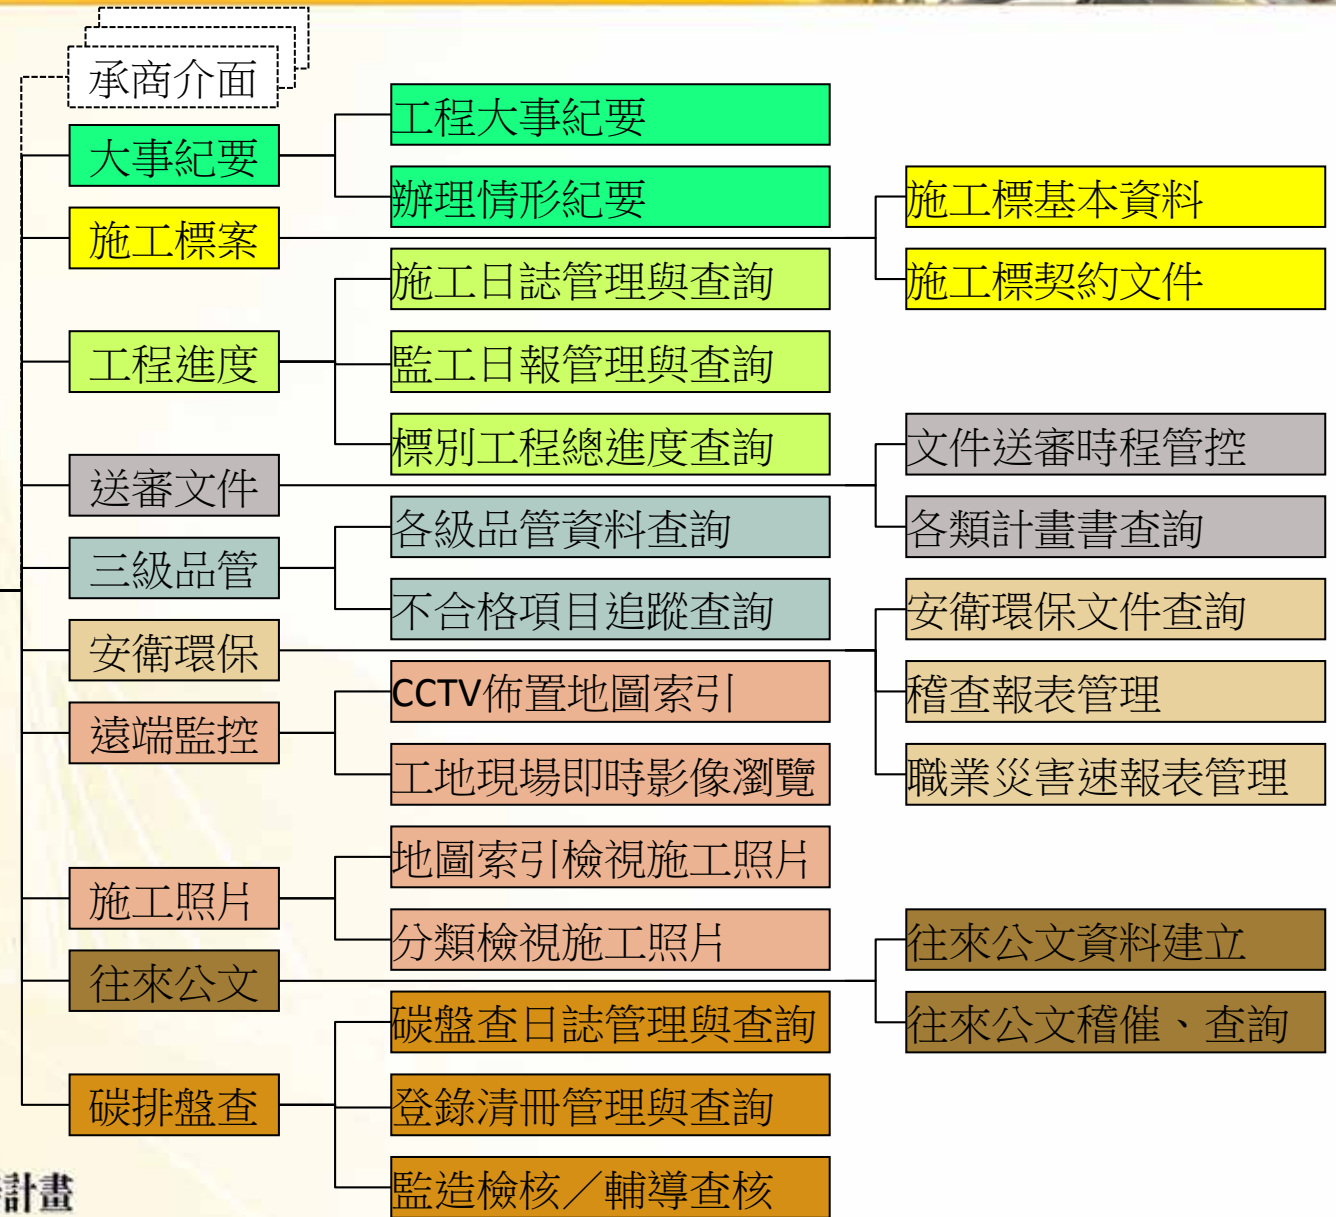 承商介面
大事紀要
工程大事紀要
辦理情形紀要
施工標案
施工標基本資料
施工標契約文件
工程進度
施工日誌管理與查詢
監工日報管理與查詢
標別工程總進度查詢
送審文件
文件送審時程管控
各類計畫書查詢
三級品管
各級品管資料查詢
不合格項目追蹤查詢
安衛環保
安衛環保文件查詢
稽查報表管理
職業災害速報表管理
遠端監控
CCTV佈置地圖索引
工地現場即時影像瀏覽
施工照片
地圖索引檢視施工照片
分類檢視施工照片
往來公文
往來公文資料建立
往來公文稽催、查詢
碳排盤查
碳盤查日誌管理與查詢
登錄清冊管理與查詢
監造檢核／輔導查核
計畫